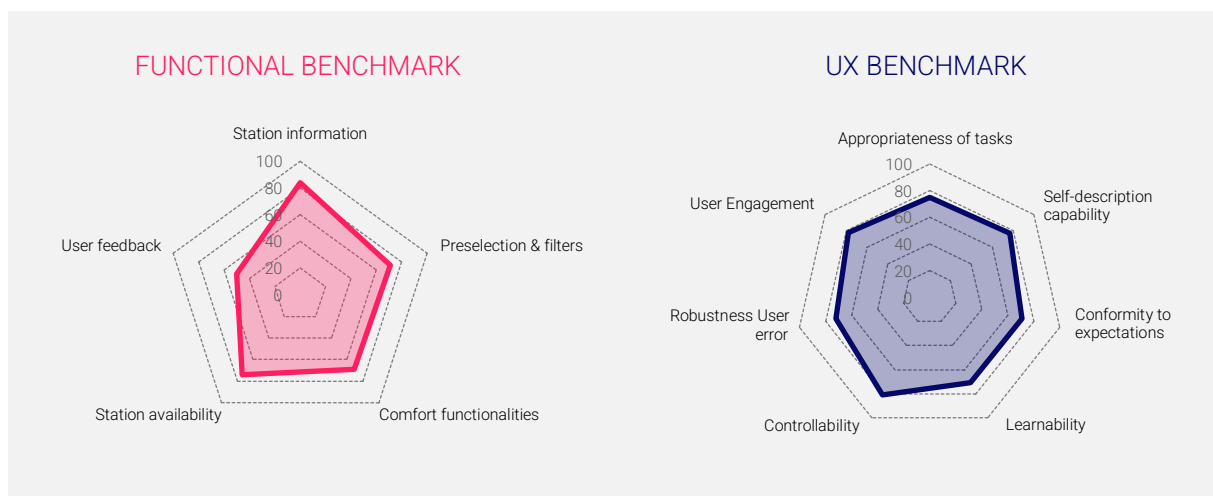 FUNCTIONAL BENCHMARK
Station information
100
80
60
40
20
0
User feedback
Preselection & filters
Station availability
Comfort functionalities
UX BENCHMARK
Appropriateness of tasks
100
80
60
40
20
0
User Engagement
Self-description
capability
Robustness User
error
Conformity to
expectations
Controllability
Learnability